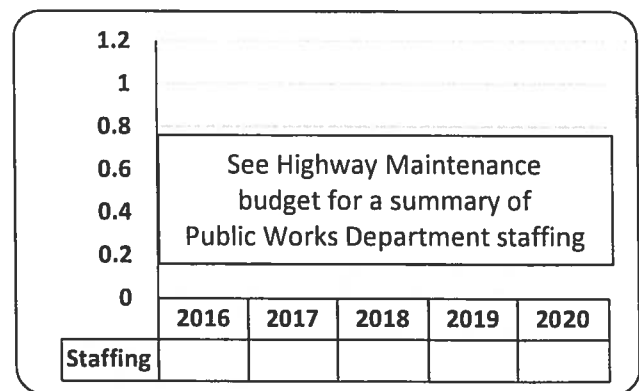 1.2
1
0.8
0.6
0.4
0.2
0
See Highway Maintenance
budget for a summary of
Public Works Department staffing
2016 2017 2018 2019 2020
Staffing